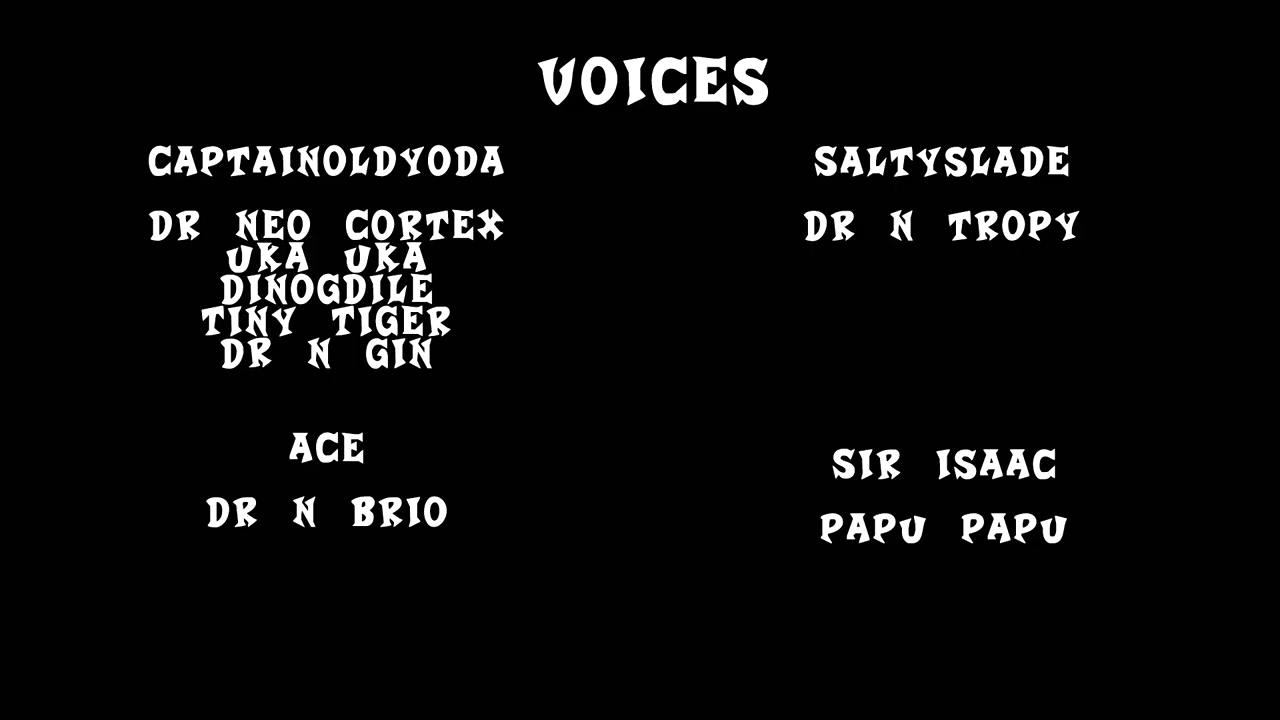 VOICES
CAPTAINOLDYODA
DR NEO CORTEX
UKA UKA
DINOGDILE
TINY TIGER
DR N GIN
SALTYSLADE
DR N TROPY
ACE
DR N BRIO
SIR ISAAC
PAPU PAPU